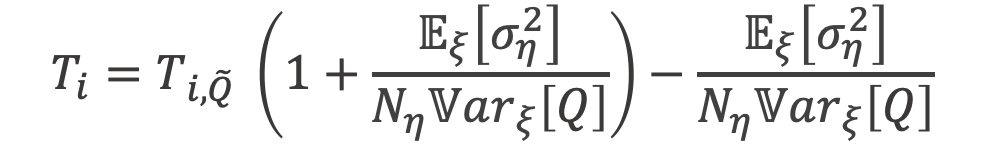 $T_i = T_{i,\tilde{Q}} \left(1 + \frac{\mathbb{E}_\xi[\sigma_\eta^2]}{N_\eta \mathbb{V}ar_\xi[Q]}\right) - \frac{\mathbb{E}_\xi[\sigma_\eta^2]}{N_\eta \mathbb{V}ar_\xi[Q]}$